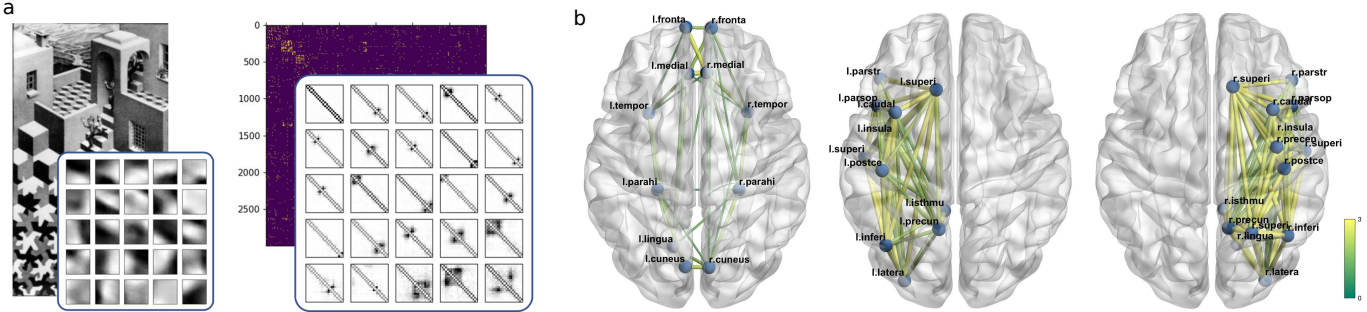 a
0
500
1000
1500
2000
2500
b
l.fronta r.fronta
l.medial r.medial
l.tempor r.tempor
l.parahi r.parahi
l.lingua
l.cuneus r.cuneus
l.parstr
l.superi
l.parsop
l.caudal
l.insula
l.superi
l.postce
l.isthmu
l.precun
l.inferi
l.latera
r.superi r.parstr
r.parsop
r.caudal
r.insula
r.precen
r.superi
r.postce
r.isthmu
r.precun
r.superi
r.inferi
r.lingua
r.latera
3
0